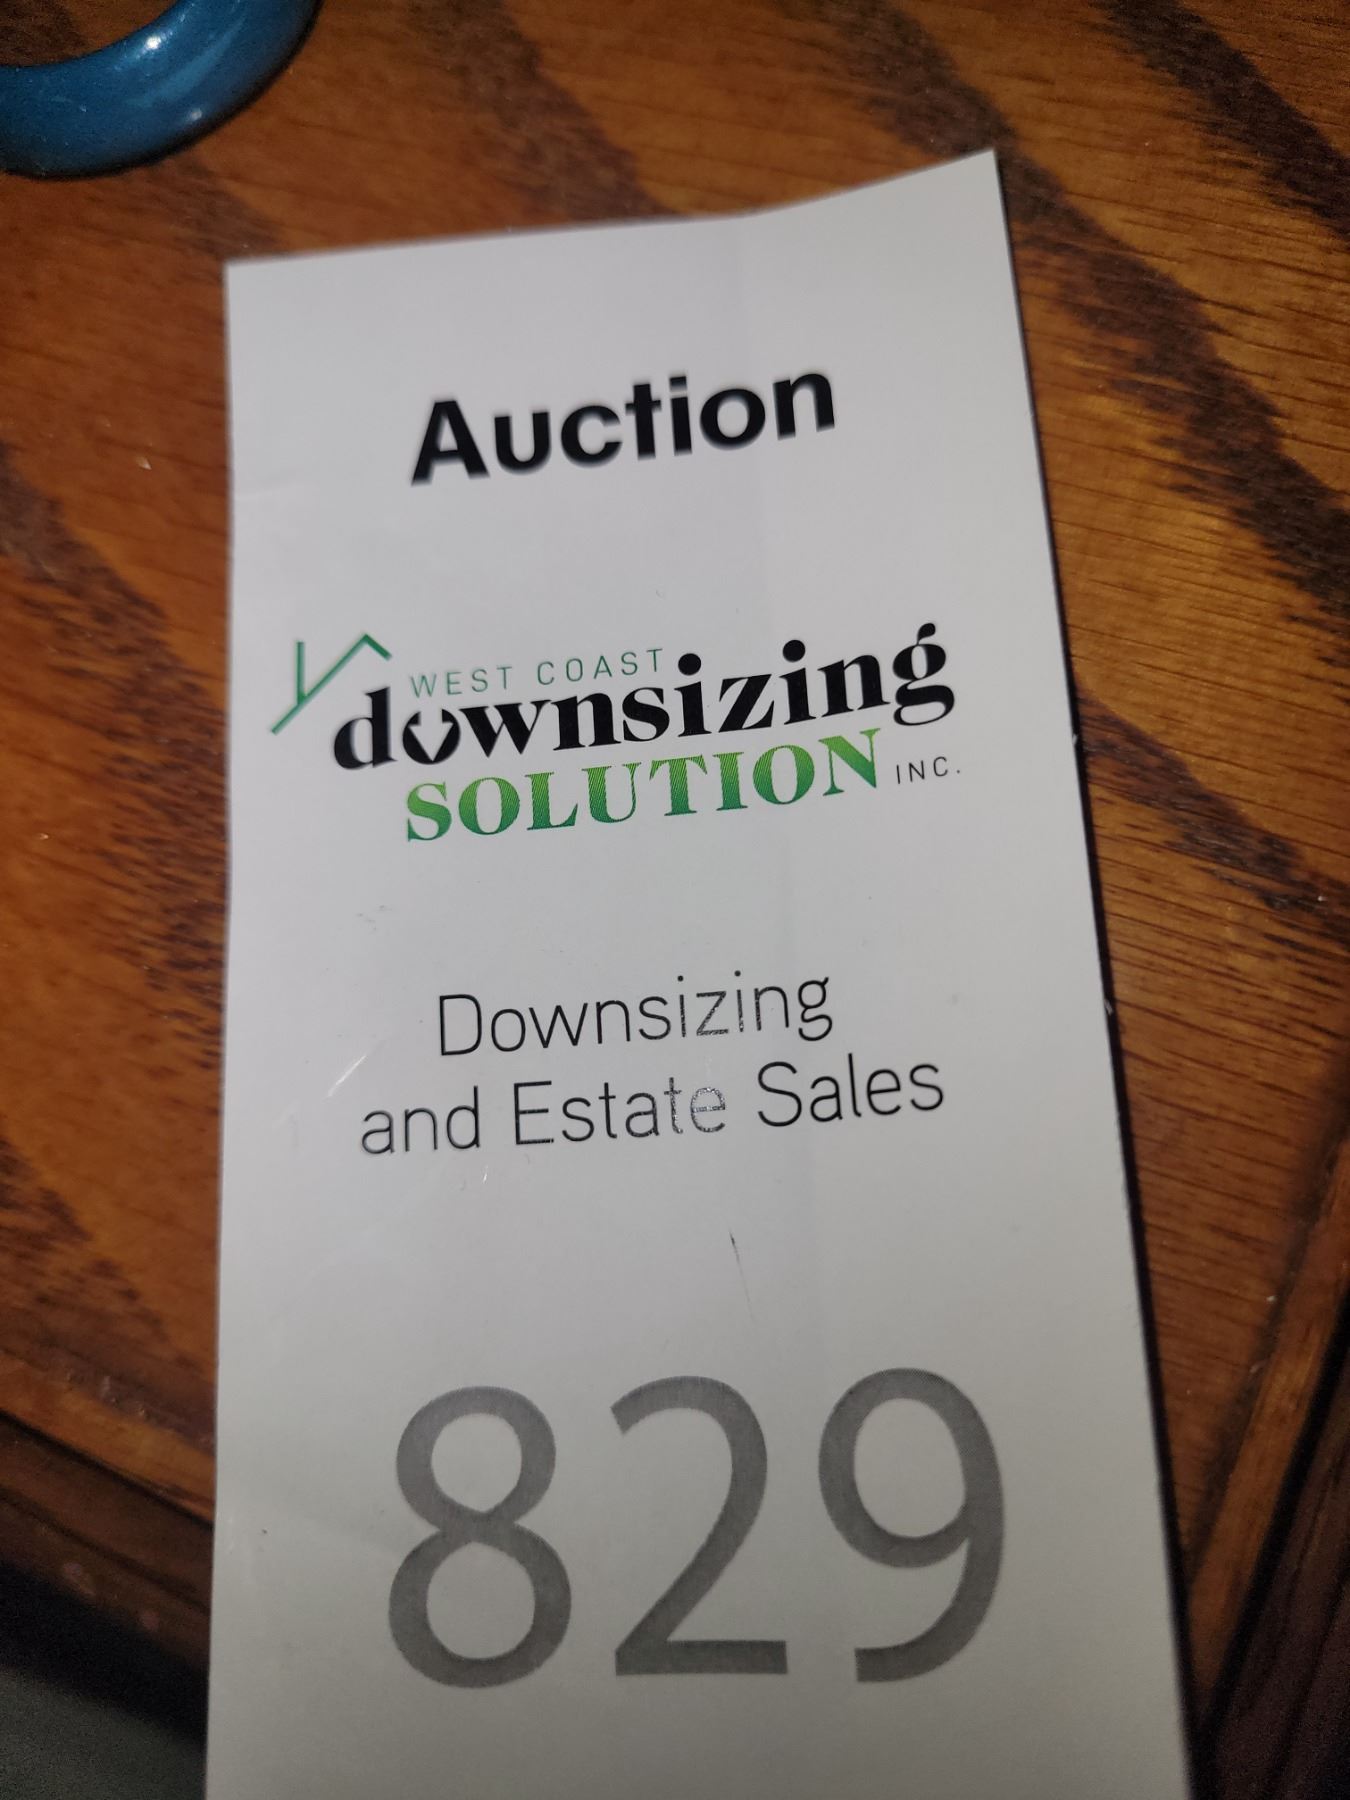 Auction
WEST COAST
downsizing
SOLUTION INC.
Downsizing
and Estate Sales
829